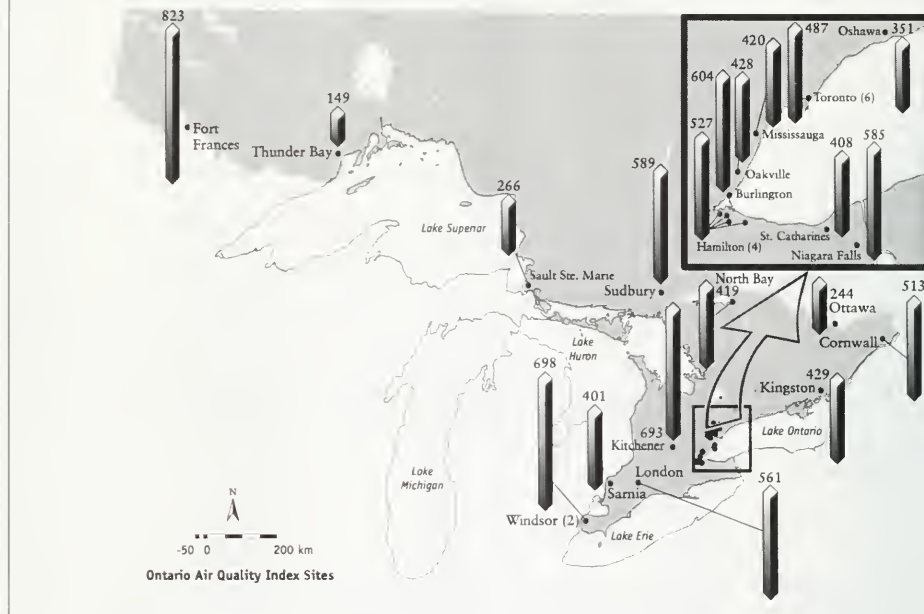 823
149
Fort
Frances
Thunder Bay
266
Lake Superior
Sault Ste. Marie
589
Sudbury
North Bay
419
244
Ottawa
513
Cornwall
Lake
Huron
698
401
693
Kitchener
Kingston
429
Lake Ontario
London
Sarnia
561
Windsor (2)
Lake Erie
Lake
Michigan
487
Oshawa
351
420
604
428
Toronto (6)
527
Mississauga
408
585
Oakville
Burlington
St. Catharines
Hamilton (4)
Niagara Falls
N
-50 0 200 km
Ontario Air Quality Index Sites